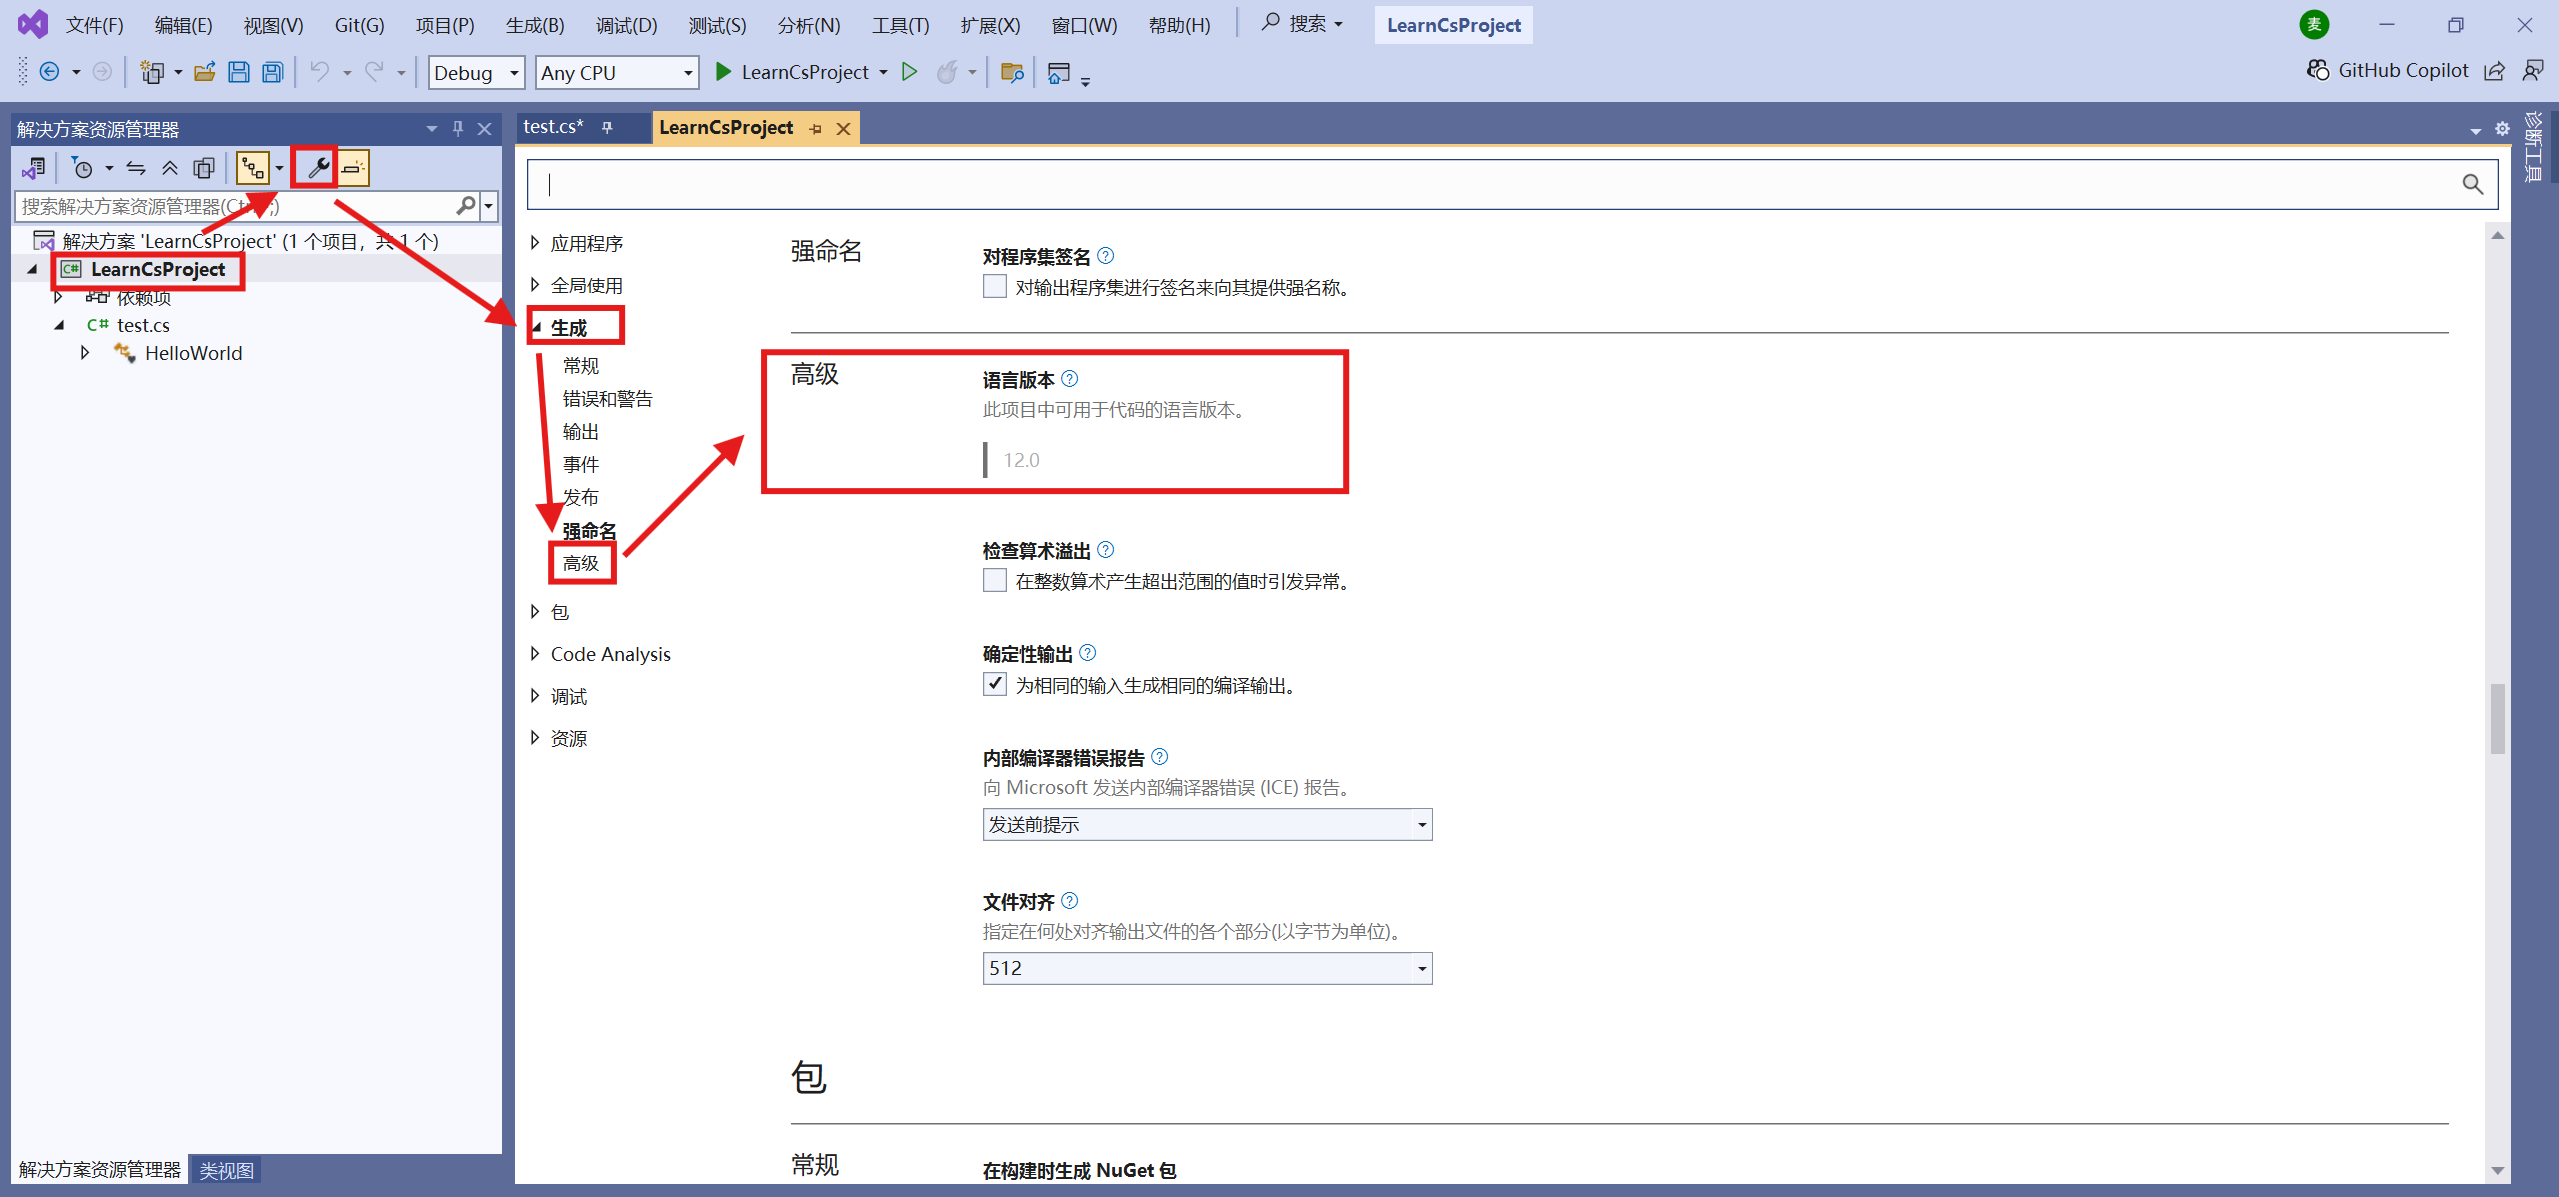 文件(F) 编辑(E) 视图(V) Git(G) 项目(P) 生成(B) 调试(D) 测试(S) 分析(N) 工具(T) 扩展(X) 窗口(W) 帮助(H) 搜索 LearnCsProject 麦
Debug Any CPU LearnCsProject GitHub Copilot
解决方案资源管理器
test.cs* LearnCsProject
诊断工具
搜索解决方案资源管理器(Ctrl+;)
解决方案 'LearnCsProject' (1 个项目，共 1 个)
C# LearnCsProject
依赖项
C# test.cs
HelloWorld
应用程序
全局使用
生成
常规
错误和警告
输出
事件
发布
强命名
高级
包
Code Analysis
调试
资源
强命名
对程序集签名
对输出程序集进行签名来向其提供强名称。
高级
语言版本
此项目中可用于代码的语言版本。
12.0
检查算术溢出
在整数算术产生超出范围的值时引发异常。
确定性输出
为相同的输入生成相同的编译输出。
内部编译器错误报告
向 Microsoft 发送内部编译器错误 (ICE) 报告。
发送前提示
文件对齐
指定在何处对齐输出文件的各个部分(以字节为单位)。
512
包
常规
在构建时生成 NuGet 包
解决方案资源管理器 类视图